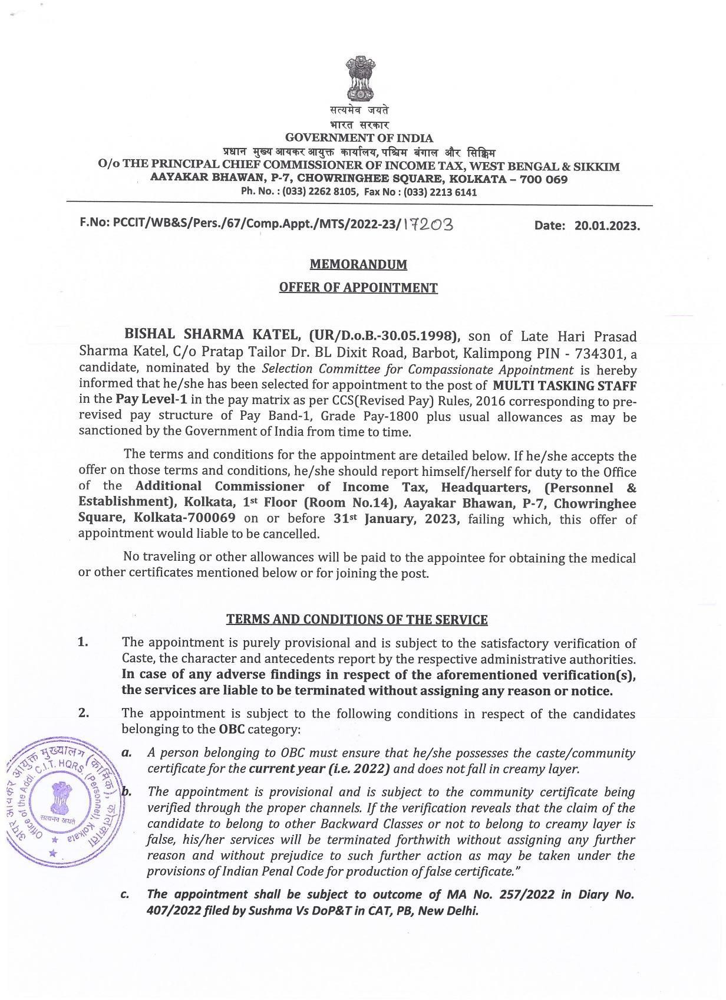 सत्यमेव जयते
भारत सरकार
GOVERNMENT OF INDIA
प्रधान मुख्य आयकर आयुक्त कार्यालय, पश्चिम बंगाल और सिक्किम
O/o THE PRINCIPAL CHIEF COMMISSIONER OF INCOME TAX, WEST BENGAL & SIKKIM
AAYAKAR BHAWAN, P-7, CHOWRINGHEE SQUARE, KOLKATA – 700 069
Ph. No. : (033) 2262 8105, Fax No : (033) 2213 6141
F.No: PCCIT/WB&S/Pers./67/Comp.Appt./MTS/2022-23/17203 Date: 20.01.2023.
MEMORANDUM
OFFER OF APPOINTMENT
BISHAL SHARMA KATEL, (UR/D.o.B.-30.05.1998), son of Late Hari Prasad
Sharma Katel, C/o Pratap Tailor Dr. BL Dixit Road, Barbot, Kalimpong PIN - 734301, a
candidate, nominated by the Selection Committee for Compassionate Appointment is hereby
informed that he/she has been selected for appointment to the post of MULTI TASKING STAFF
in the Pay Level-1 in the pay matrix as per CCS(Revised Pay) Rules, 2016 corresponding to pre-
revised pay structure of Pay Band-1, Grade Pay-1800 plus usual allowances as may be
sanctioned by the Government of India from time to time.
The terms and conditions for the appointment are detailed below. If he/she accepts the
offer on those terms and conditions, he/she should report himself/herself for duty to the Office
of the Additional Commissioner of Income Tax, Headquarters, (Personnel &
Establishment), Kolkata, 1st Floor (Room No.14), Aayakar Bhawan, P-7, Chowringhee
Square, Kolkata-700069 on or before 31st January, 2023, failing which, this offer of
appointment would liable to be cancelled.
No traveling or other allowances will be paid to the appointee for obtaining the medical
or other certificates mentioned below or for joining the post.
TERMS AND CONDITIONS OF THE SERVICE
1. The appointment is purely provisional and is subject to the satisfactory verification of
Caste, the character and antecedents report by the respective administrative authorities.
In case of any adverse findings in respect of the aforementioned verification(s),
the services are liable to be terminated without assigning any reason or notice.
2. The appointment is subject to the following conditions in respect of the candidates
belonging to the OBC category:
a. A person belonging to OBC must ensure that he/she possesses the caste/community
certificate for the current year (i.e. 2022) and does not fall in creamy layer.
b. The appointment is provisional and is subject to the community certificate being
verified through the proper channels. If the verification reveals that the claim of the
candidate to belong to other Backward Classes or not to belong to creamy layer is
false, his/her services will be terminated forthwith without assigning any further
reason and without prejudice to such further action as may be taken under the
provisions of Indian Penal Code for production of false certificate.”
c. The appointment shall be subject to outcome of MA No. 257/2022 in Diary No.
407/2022 filed by Sushma Vs DoP&T in CAT, PB, New Delhi.
अपर आयकर आयुक्त मुख्यालय (कार्मिक), कोलकाता
Office of the Addl. C.I.T. HQRS. (Personnel), Kolkata
सत्यमेव जयते